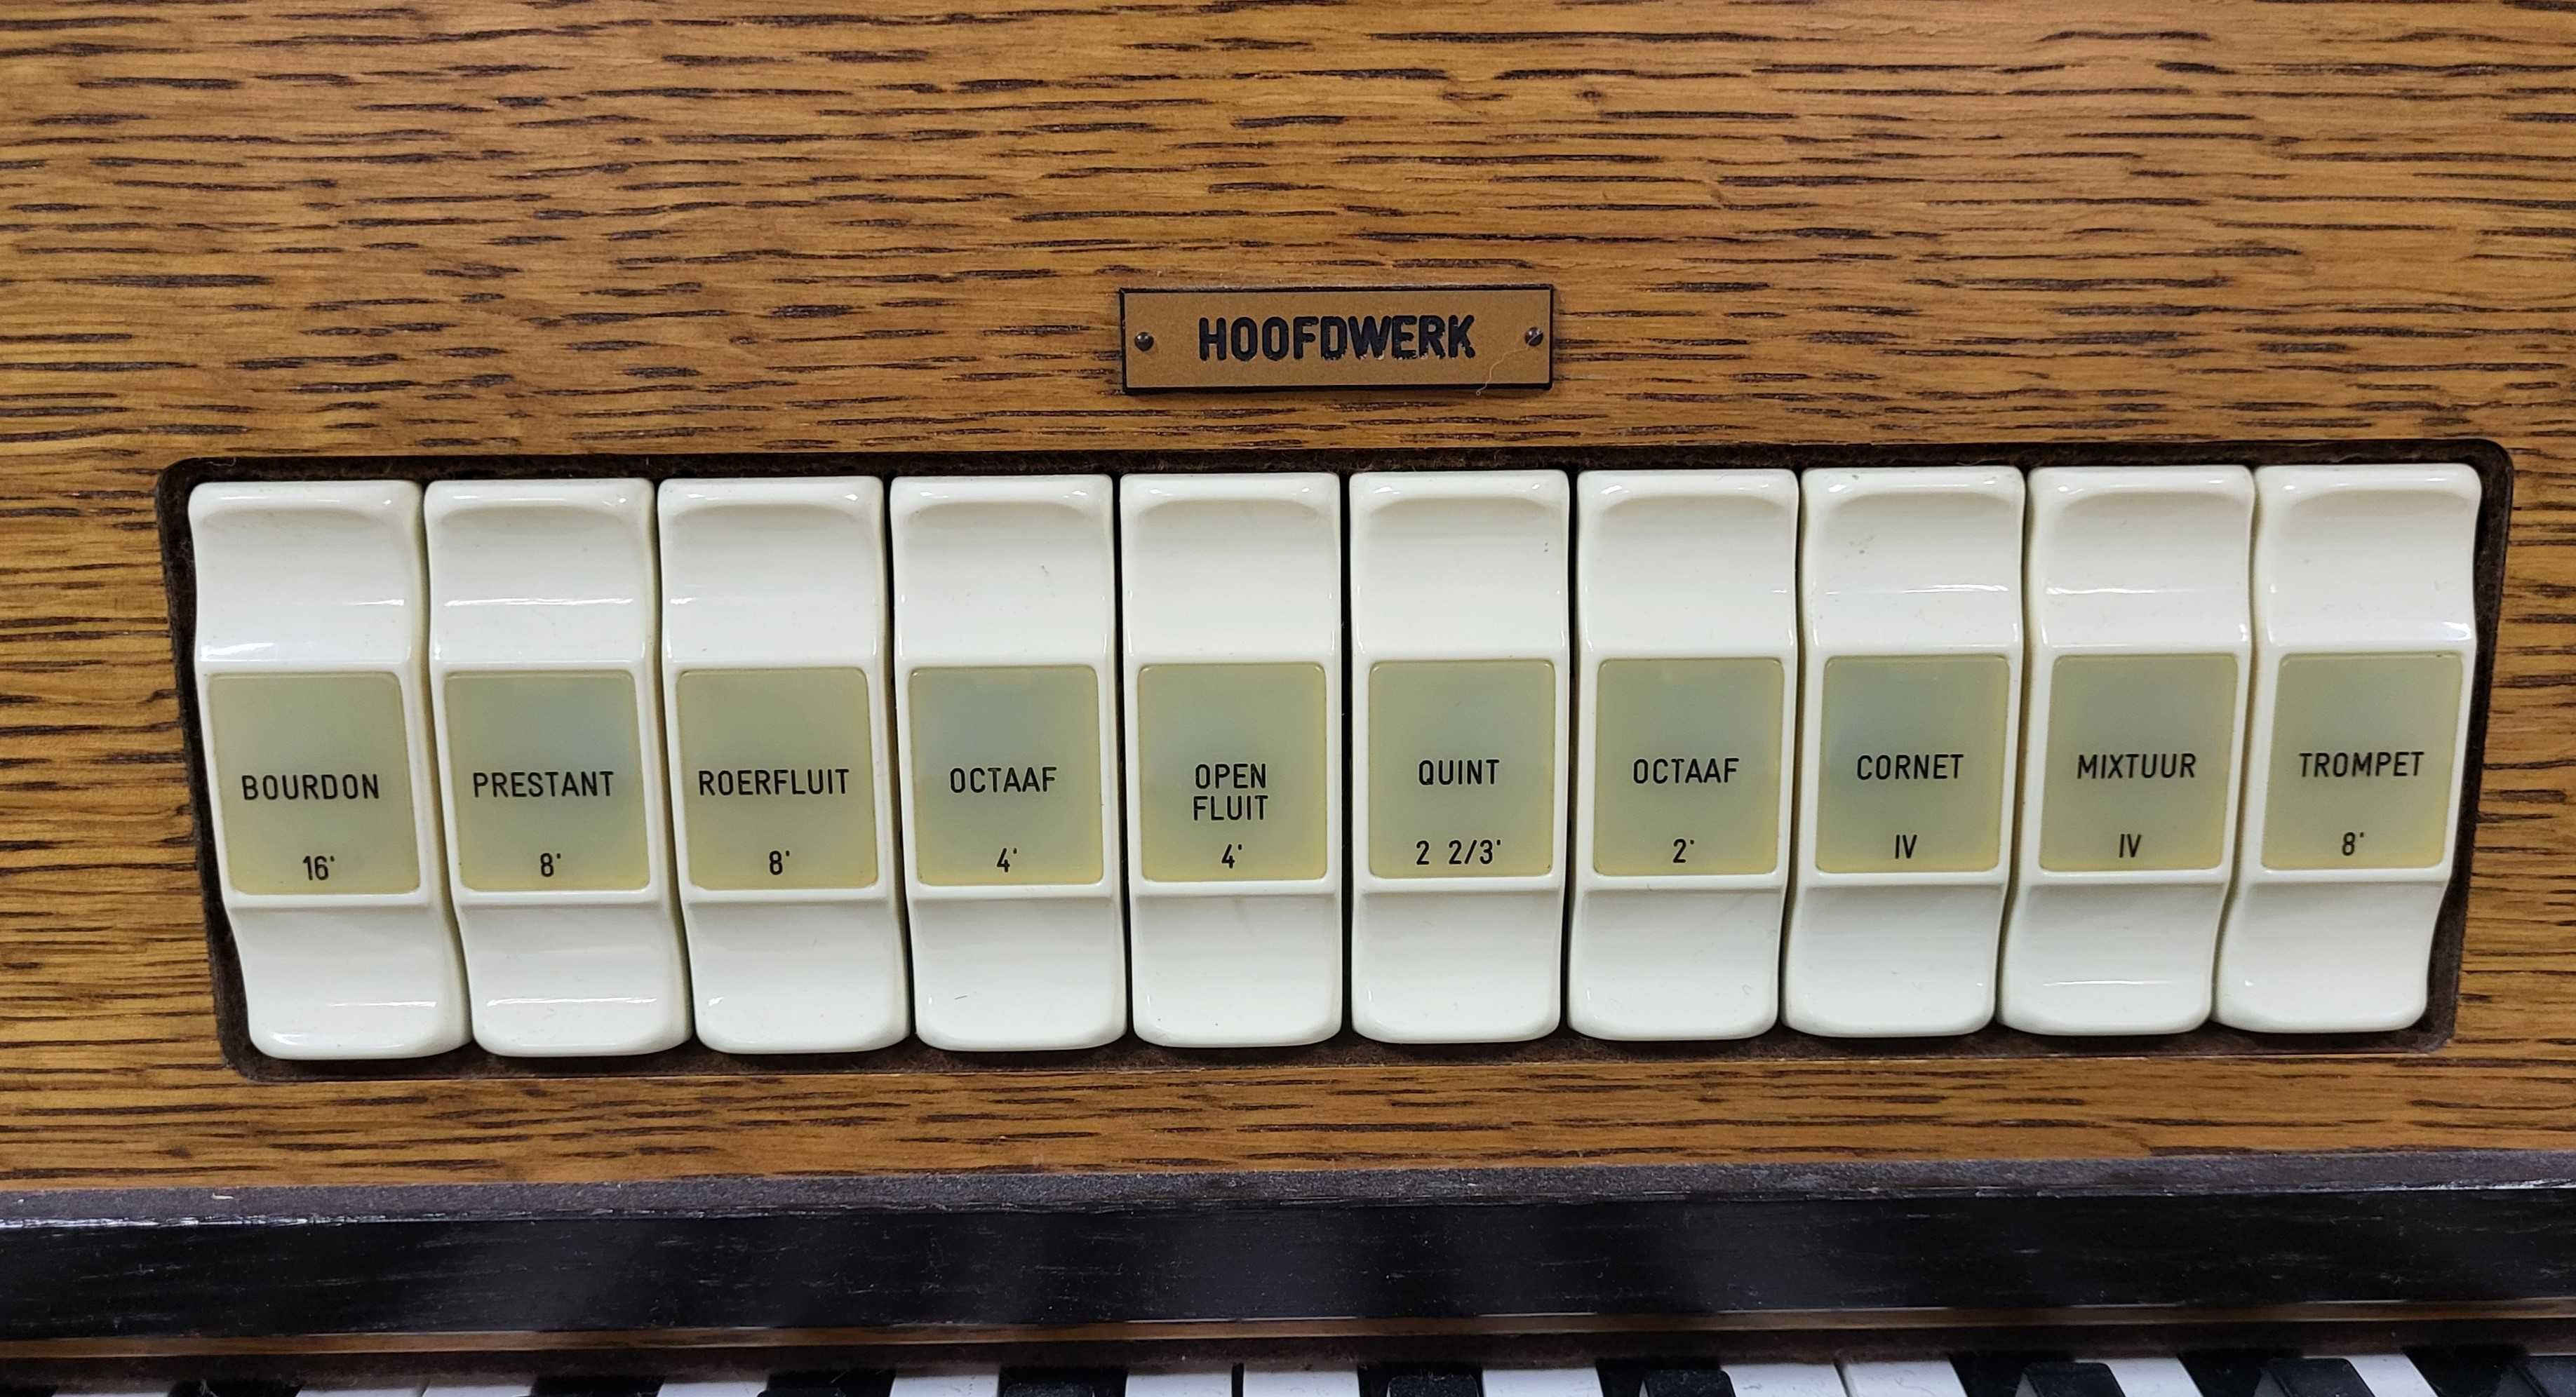 HOOFDWERK
BOURDON
16'
PRESTANT
8'
ROERFLUIT
8'
OCTAAF
4'
OPEN
FLUIT
4'
QUINT
2 2/3'
OCTAAF
2'
CORNET
IV
MIXTUUR
IV
TROMPET
8'